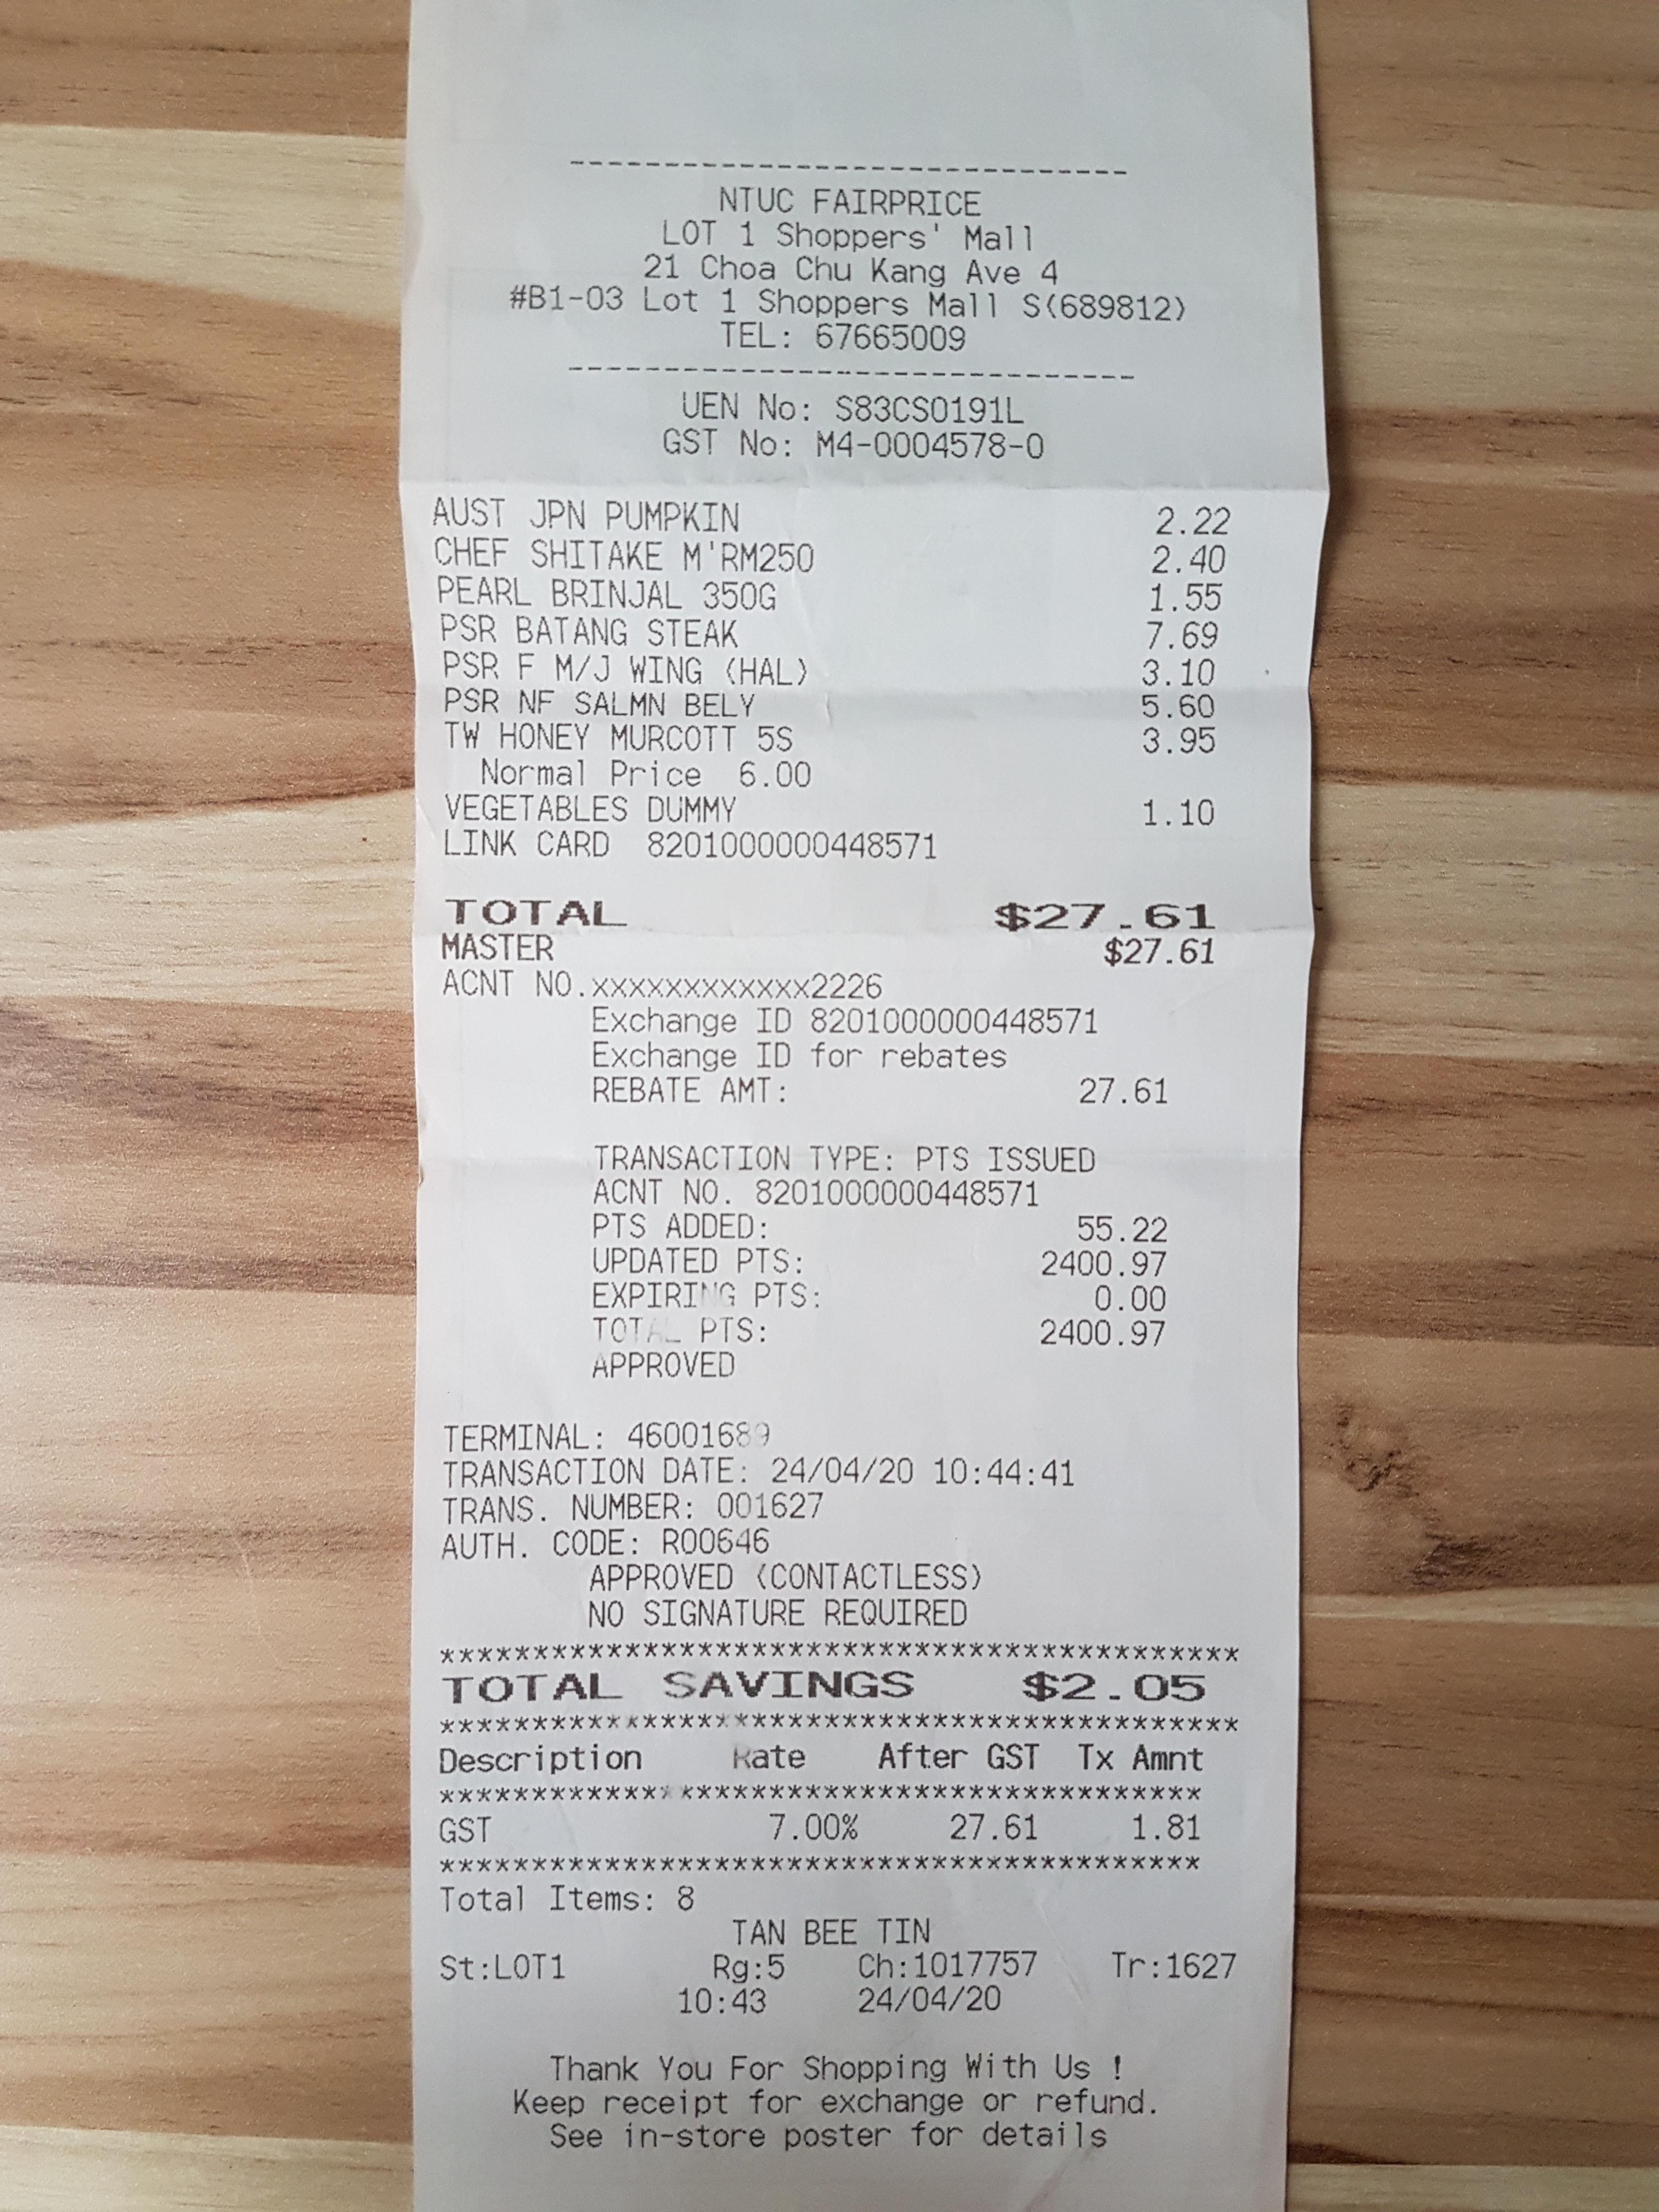 ------------------------------
NTUC FAIRPRICE
LOT 1 Shoppers' Mall
21 Choa Chu Kang Ave 4
#B1-03 Lot 1 Shoppers Mall S(689812)
TEL: 67665009
------------------------------
UEN No: S83CS0191L
GST No: M4-0004578-0
AUST JPN PUMPKIN 2.22
CHEF SHITAKE M'RM250 2.40
PEARL BRINJAL 350G 1.55
PSR BATANG STEAK 7.69
PSR F M/J WING (HAL) 3.10
PSR NF SALMN BELY 5.60
TW HONEY MURCOTT 5S 3.95
Normal Price 6.00
VEGETABLES DUMMY 1.10
LINK CARD 8201000000448571
TOTAL $27.61
MASTER $27.61
ACNT NO.xxxxxxxxxxxx2226
Exchange ID 8201000000448571
Exchange ID for rebates
REBATE AMT: 27.61
TRANSACTION TYPE: PTS ISSUED
ACNT NO. 8201000000448571
PTS ADDED: 55.22
UPDATED PTS: 2400.97
EXPIRING PTS: 0.00
TOTAL PTS: 2400.97
APPROVED
TERMINAL: 46001689
TRANSACTION DATE: 24/04/20 10:44:41
TRANS. NUMBER: 001627
AUTH. CODE: R00646
APPROVED (CONTACTLESS)
NO SIGNATURE REQUIRED
********************************************
TOTAL SAVINGS $2.05
********************************************
Description Rate After GST Tx Amnt
******************************************
GST 7.00% 27.61 1.81
******************************************
Total Items: 8
TAN BEE TIN
St:LOT1 Rg:5 Ch:1017757 Tr:1627
10:43 24/04/20
Thank You For Shopping With Us !
Keep receipt for exchange or refund.
See in-store poster for details